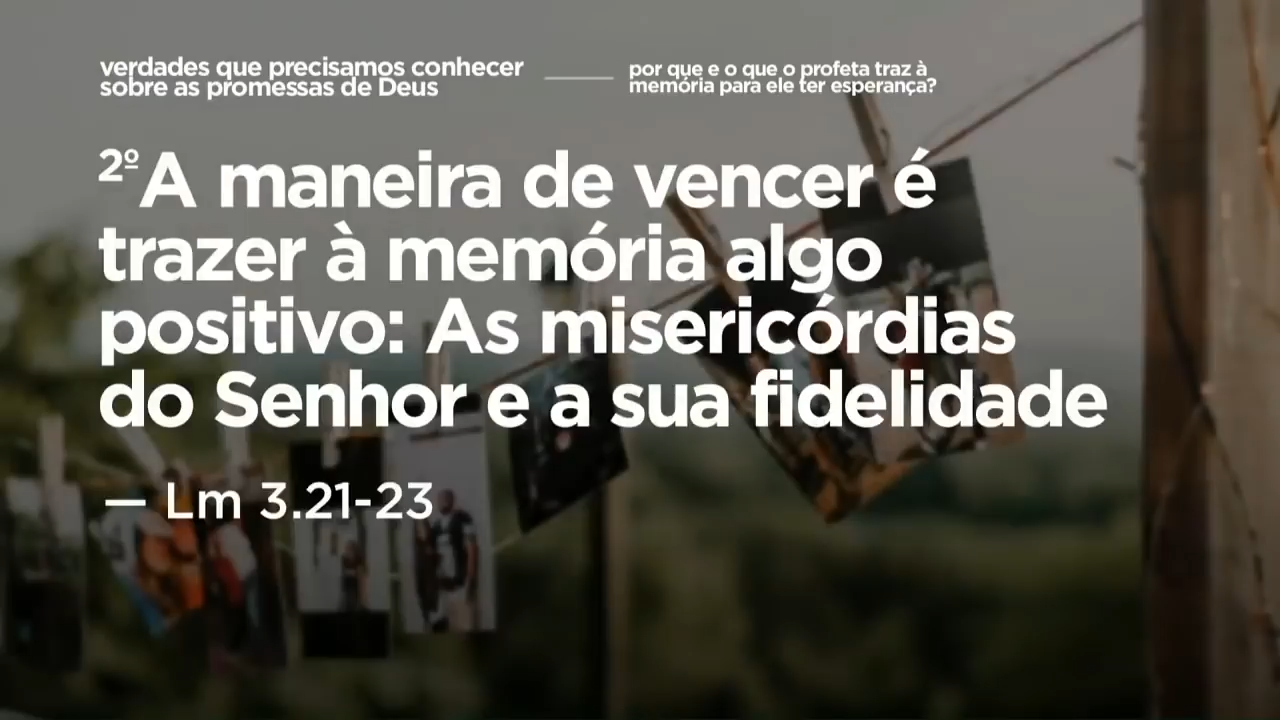 verdades que precisamos conhecer
sobre as promessas de Deus
por que e o que o profeta traz à
memória para ele ter esperança?
2º A maneira de vencer é
trazer à memória algo
positivo: As misericórdias
do Senhor e a sua fidelidade
— Lm 3.21-23